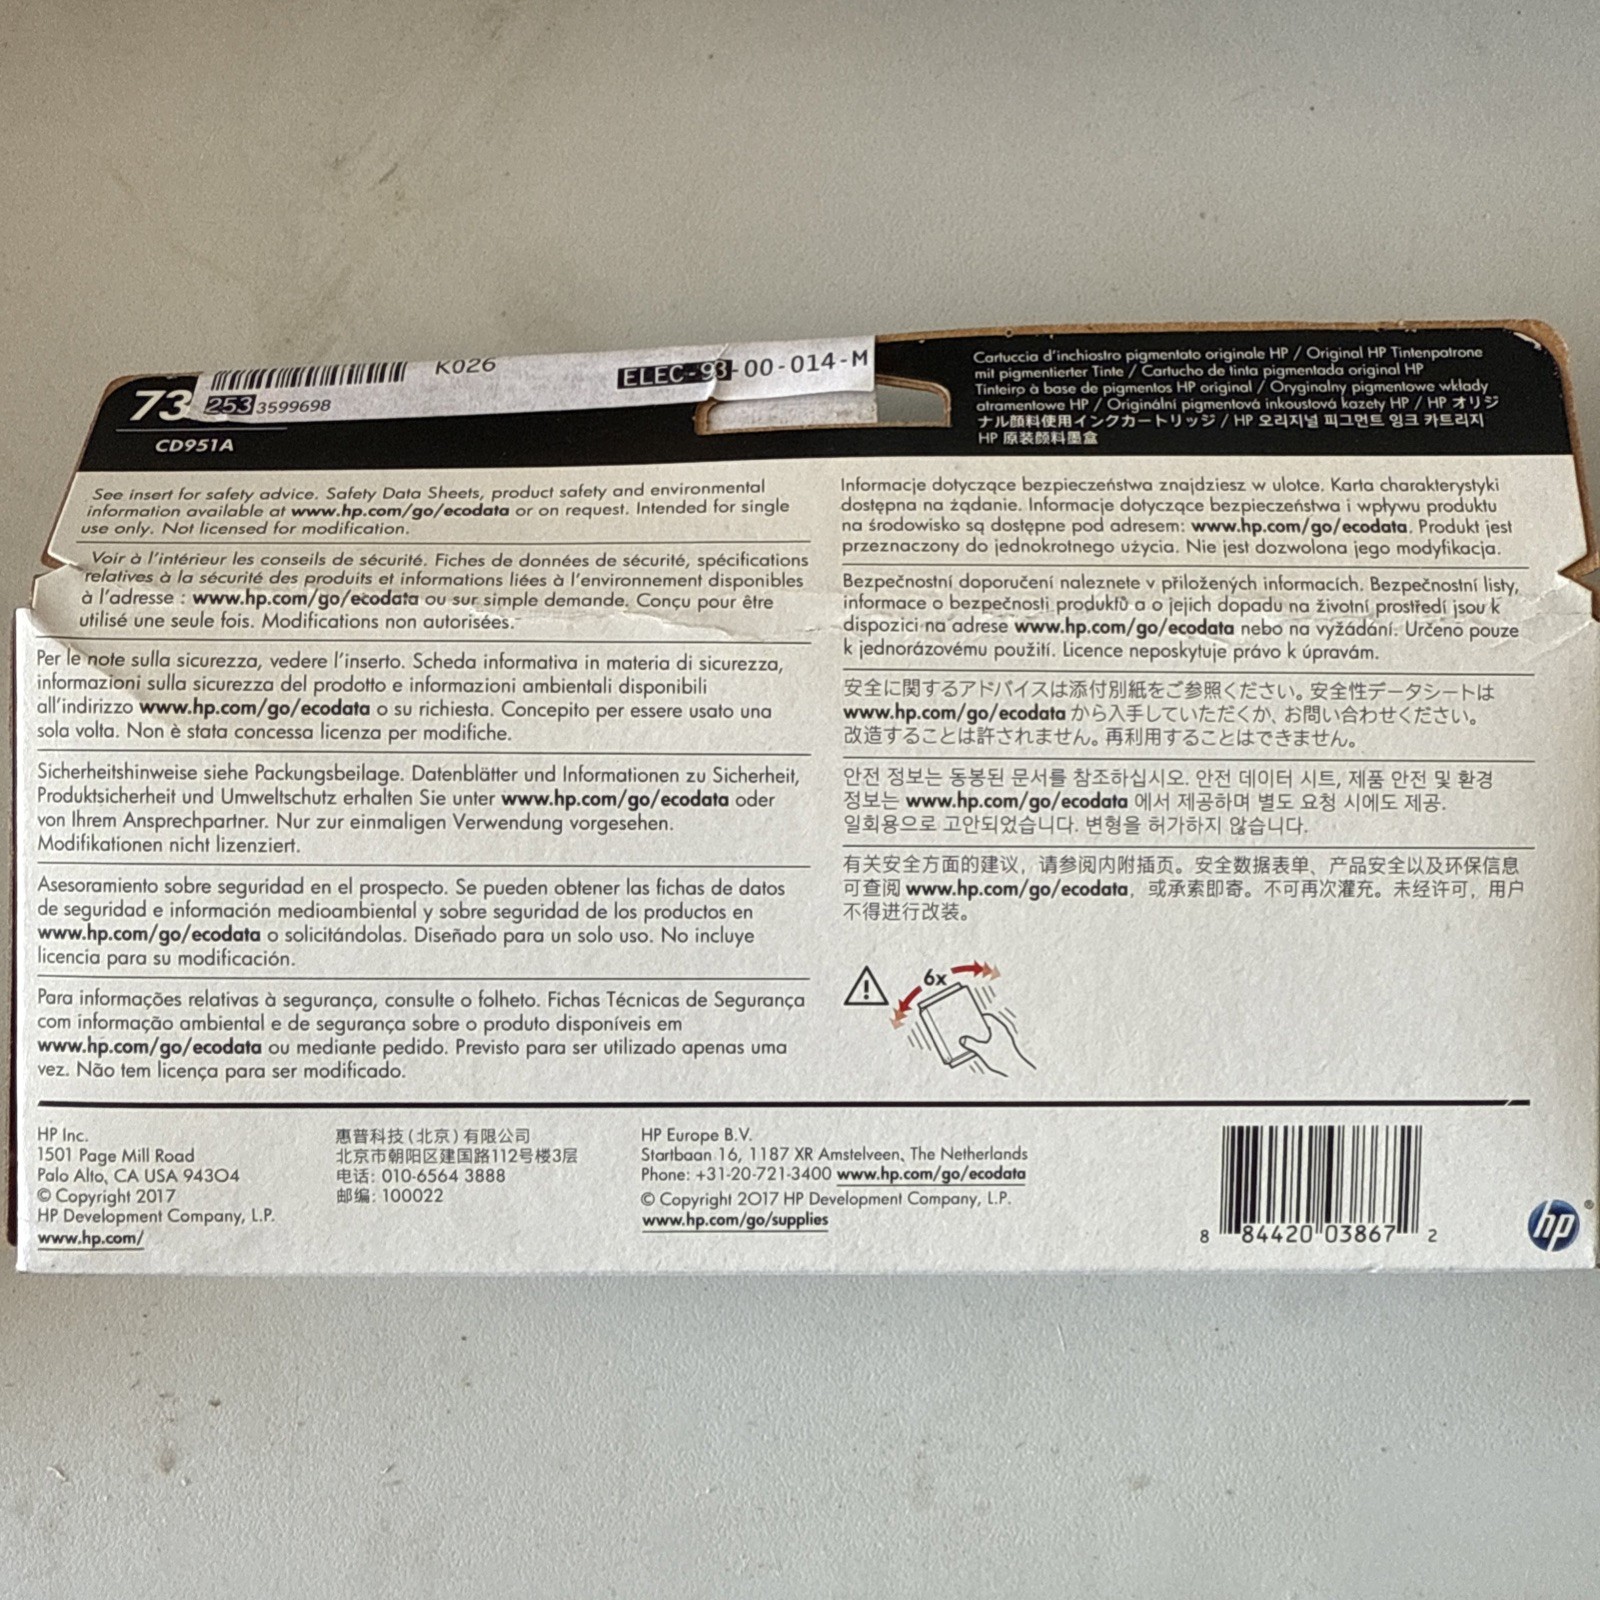 73
CD951A
K026
253 3599698
ELEC-93-00-014-M
Cartuccia d'inchiostro pigmentato originale HP / Original HP Tintenpatrone
mit pigmentierter Tinte / Cartucho de tinta pigmentada original HP
Tinteiro à base de pigmentos HP original / Oryginalny pigmentowe wkłady
atramentowe HP / Originální pigmentová inkoustová kazety HP / HP オリジ
ナル顔料使用インクカートリッジ / HP 오리지널 피그먼트 잉크 카트리지
HP 原装颜料墨盒
See insert for safety advice. Safety Data Sheets, product safety and environmental
information available at www.hp.com/go/ecodata or on request. Intended for single
use only. Not licensed for modification.
Voir à l'intérieur les conseils de sécurité. Fiches de données de sécurité, spécifications
relatives à la sécurité des produits et informations liées à l'environnement disponibles
à l'adresse : www.hp.com/go/ecodata ou sur simple demande. Conçu pour être
utilisé une seule fois. Modifications non autorisées.
Per le note sulla sicurezza, vedere l'inserto. Scheda informativa in materia di sicurezza,
informazioni sulla sicurezza del prodotto e informazioni ambientali disponibili
all'indirizzo www.hp.com/go/ecodata o su richiesta. Concepito per essere usato una
sola volta. Non è stata concessa licenza per modifiche.
Sicherheitshinweise siehe Packungsbeilage. Datenblätter und Informationen zu Sicherheit,
Produktsicherheit und Umweltschutz erhalten Sie unter www.hp.com/go/ecodata oder
von Ihrem Ansprechpartner. Nur zur einmaligen Verwendung vorgesehen.
Modifikationen nicht lizenziert.
Asesoramiento sobre seguridad en el prospecto. Se pueden obtener las fichas de datos
de seguridad e información medioambiental y sobre seguridad de los productos en
www.hp.com/go/ecodata o solicitándolas. Diseñado para un solo uso. No incluye
licencia para su modificación.
Para informações relativas à segurança, consulte o folheto. Fichas Técnicas de Segurança
com informação ambiental e de segurança sobre o produto disponíveis em
www.hp.com/go/ecodata ou mediante pedido. Previsto para ser utilizado apenas uma
vez. Não tem licença para ser modificado.
Informacje dotyczące bezpieczeństwa znajdziesz w ulotce. Karta charakterystyki
dostępna na żądanie. Informacje dotyczące bezpieczeństwa i wpływu produktu
na środowisko są dostępne pod adresem: www.hp.com/go/ecodata. Produkt jest
przeznaczony do jednokrotnego użycia. Nie jest dozwolona jego modyfikacja.
Bezpečnostní doporučení naleznete v přiložených informacích. Bezpečnostní listy,
informace o bezpečnosti produktů a o jejich dopadu na životní prostředí jsou k
dispozici na adrese www.hp.com/go/ecodata nebo na vyžádání. Určeno pouze
k jednorázovému použití. Licence neposkytuje právo k úpravám.
安全に関するアドバイスは添付別紙をご参照ください。安全性データシートは
www.hp.com/go/ecodata から入手していただくか、お問い合わせください。
改造することは許されません。再利用することはできません。
안전 정보는 동봉된 문서를 참조하십시오. 안전 데이터 시트, 제품 안전 및 환경
정보는 www.hp.com/go/ecodata 에서 제공하며 별도 요청 시에도 제공.
일회용으로 고안되었습니다. 변형을 허가하지 않습니다.
有关安全方面的建议，请参阅内附插页。安全数据表单、产品安全以及环保信息
可查阅 www.hp.com/go/ecodata，或承索即寄。不可再次灌充。未经许可，用户
不得进行改装。
6x
HP Inc.
1501 Page Mill Road
Palo Alto, CA USA 94304
© Copyright 2017
HP Development Company, L.P.
www.hp.com/
惠普科技(北京)有限公司
北京市朝阳区建国路112号楼3层
电话: 010-6564 3888
邮编: 100022
HP Europe B.V.
Startbaan 16, 1187 XR Amstelveen, The Netherlands
Phone: +31-20-721-3400 www.hp.com/go/ecodata
© Copyright 2017 HP Development Company, L.P.
www.hp.com/go/supplies
8 84420 03867 2
hp®